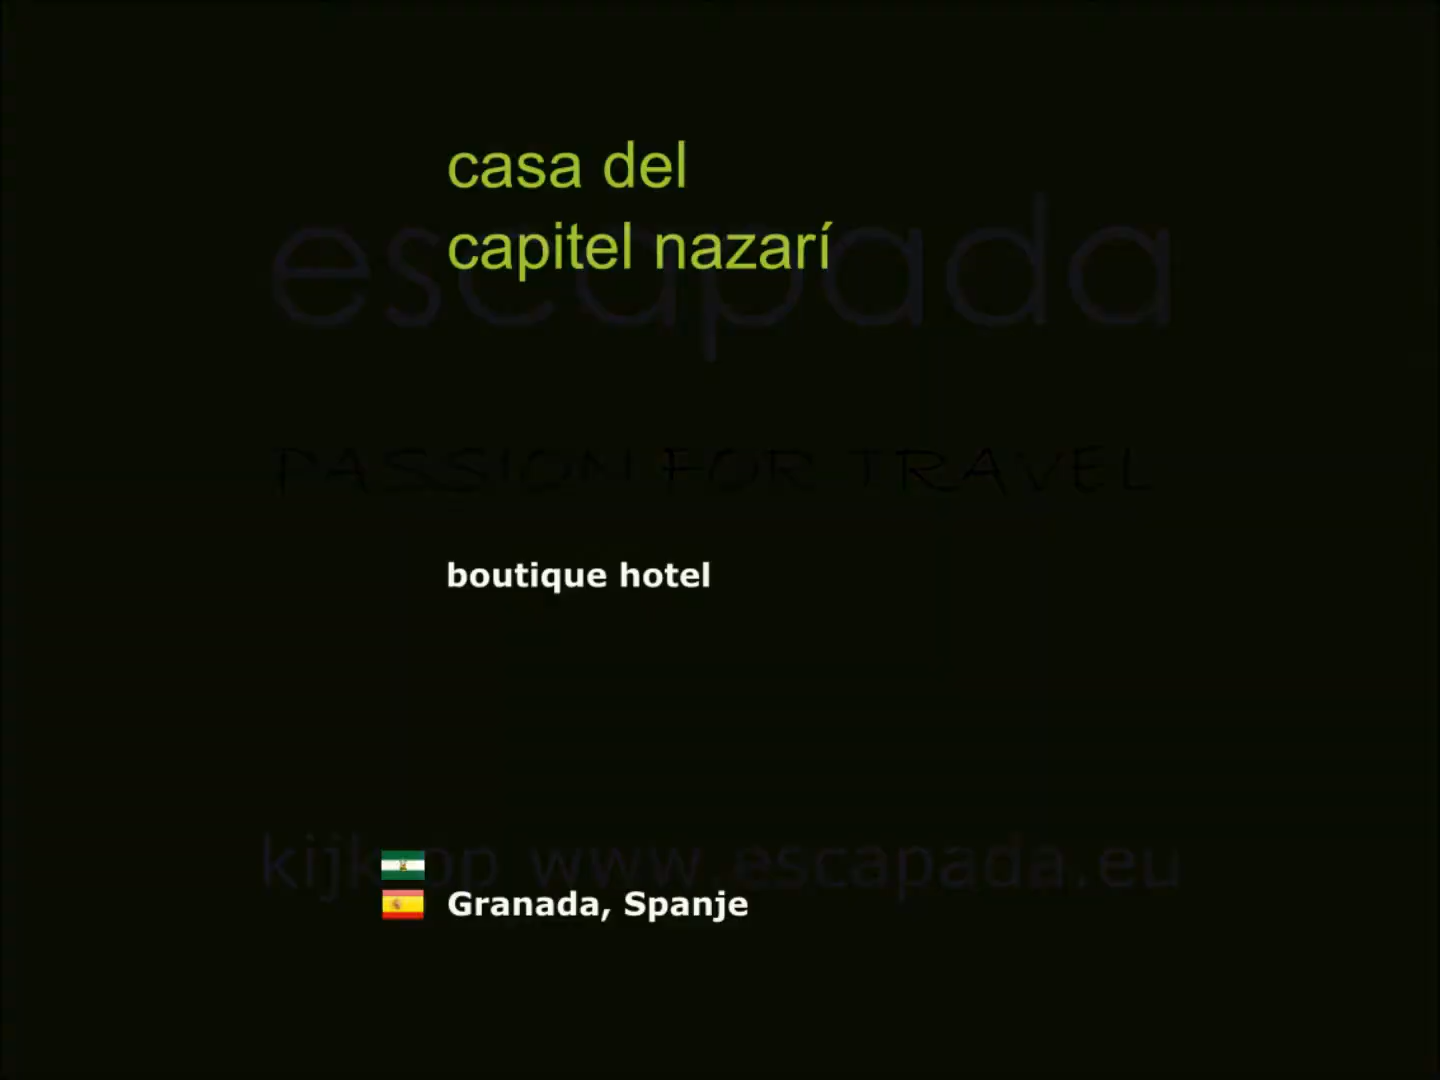 casa del
capitel nazarí
escapada
PASSION FOR TRAVEL
boutique hotel
kijk op www.escapada.eu
Granada, Spanje